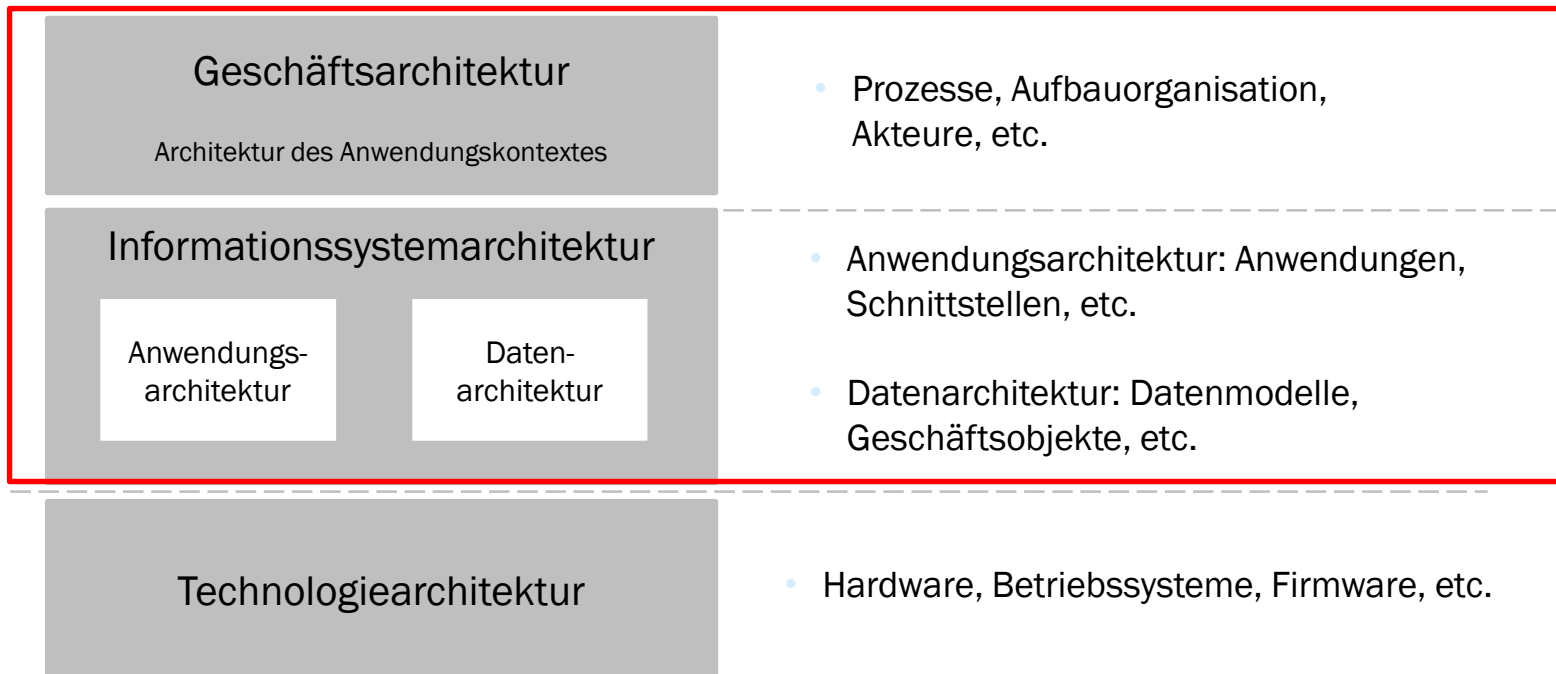 Geschäftsarchitektur
Architektur des Anwendungskontextes
• Prozesse, Aufbauorganisation,
Akteure, etc.
Informationssystemarchitektur
Anwendungs-
architektur
Daten-
architektur
• Anwendungsarchitektur: Anwendungen,
Schnittstellen, etc.
• Datenarchitektur: Datenmodelle,
Geschäftsobjekte, etc.
Technologiearchitektur
• Hardware, Betriebssysteme, Firmware, etc.